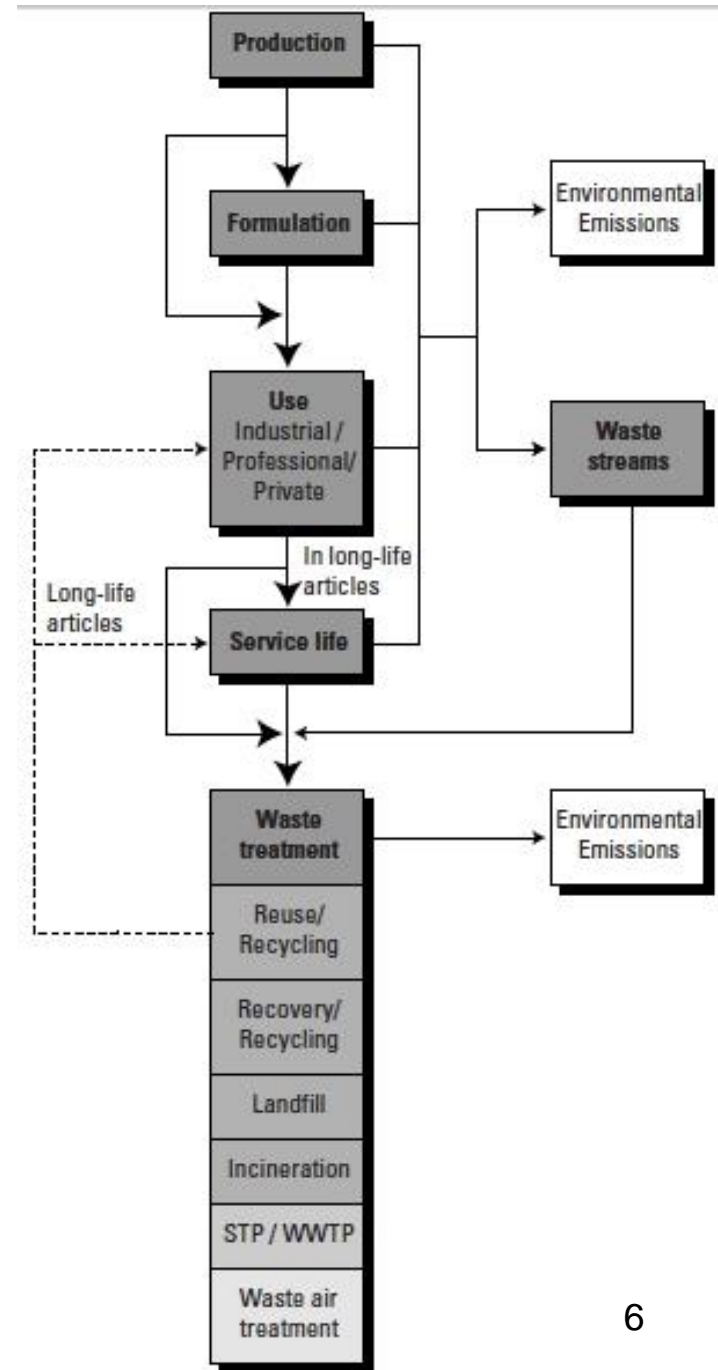 Production
Formulation
Environmental
Emissions
Use
Industrial /
Professional/
Private
Waste
streams
In long-life
articles
Long-life
articles
Service life
Waste
treatment
Environmental
Emissions
Reuse/
Recycling
Recovery/
Recycling
Landfill
Incineration
STP / WWTP
Waste air
treatment
6